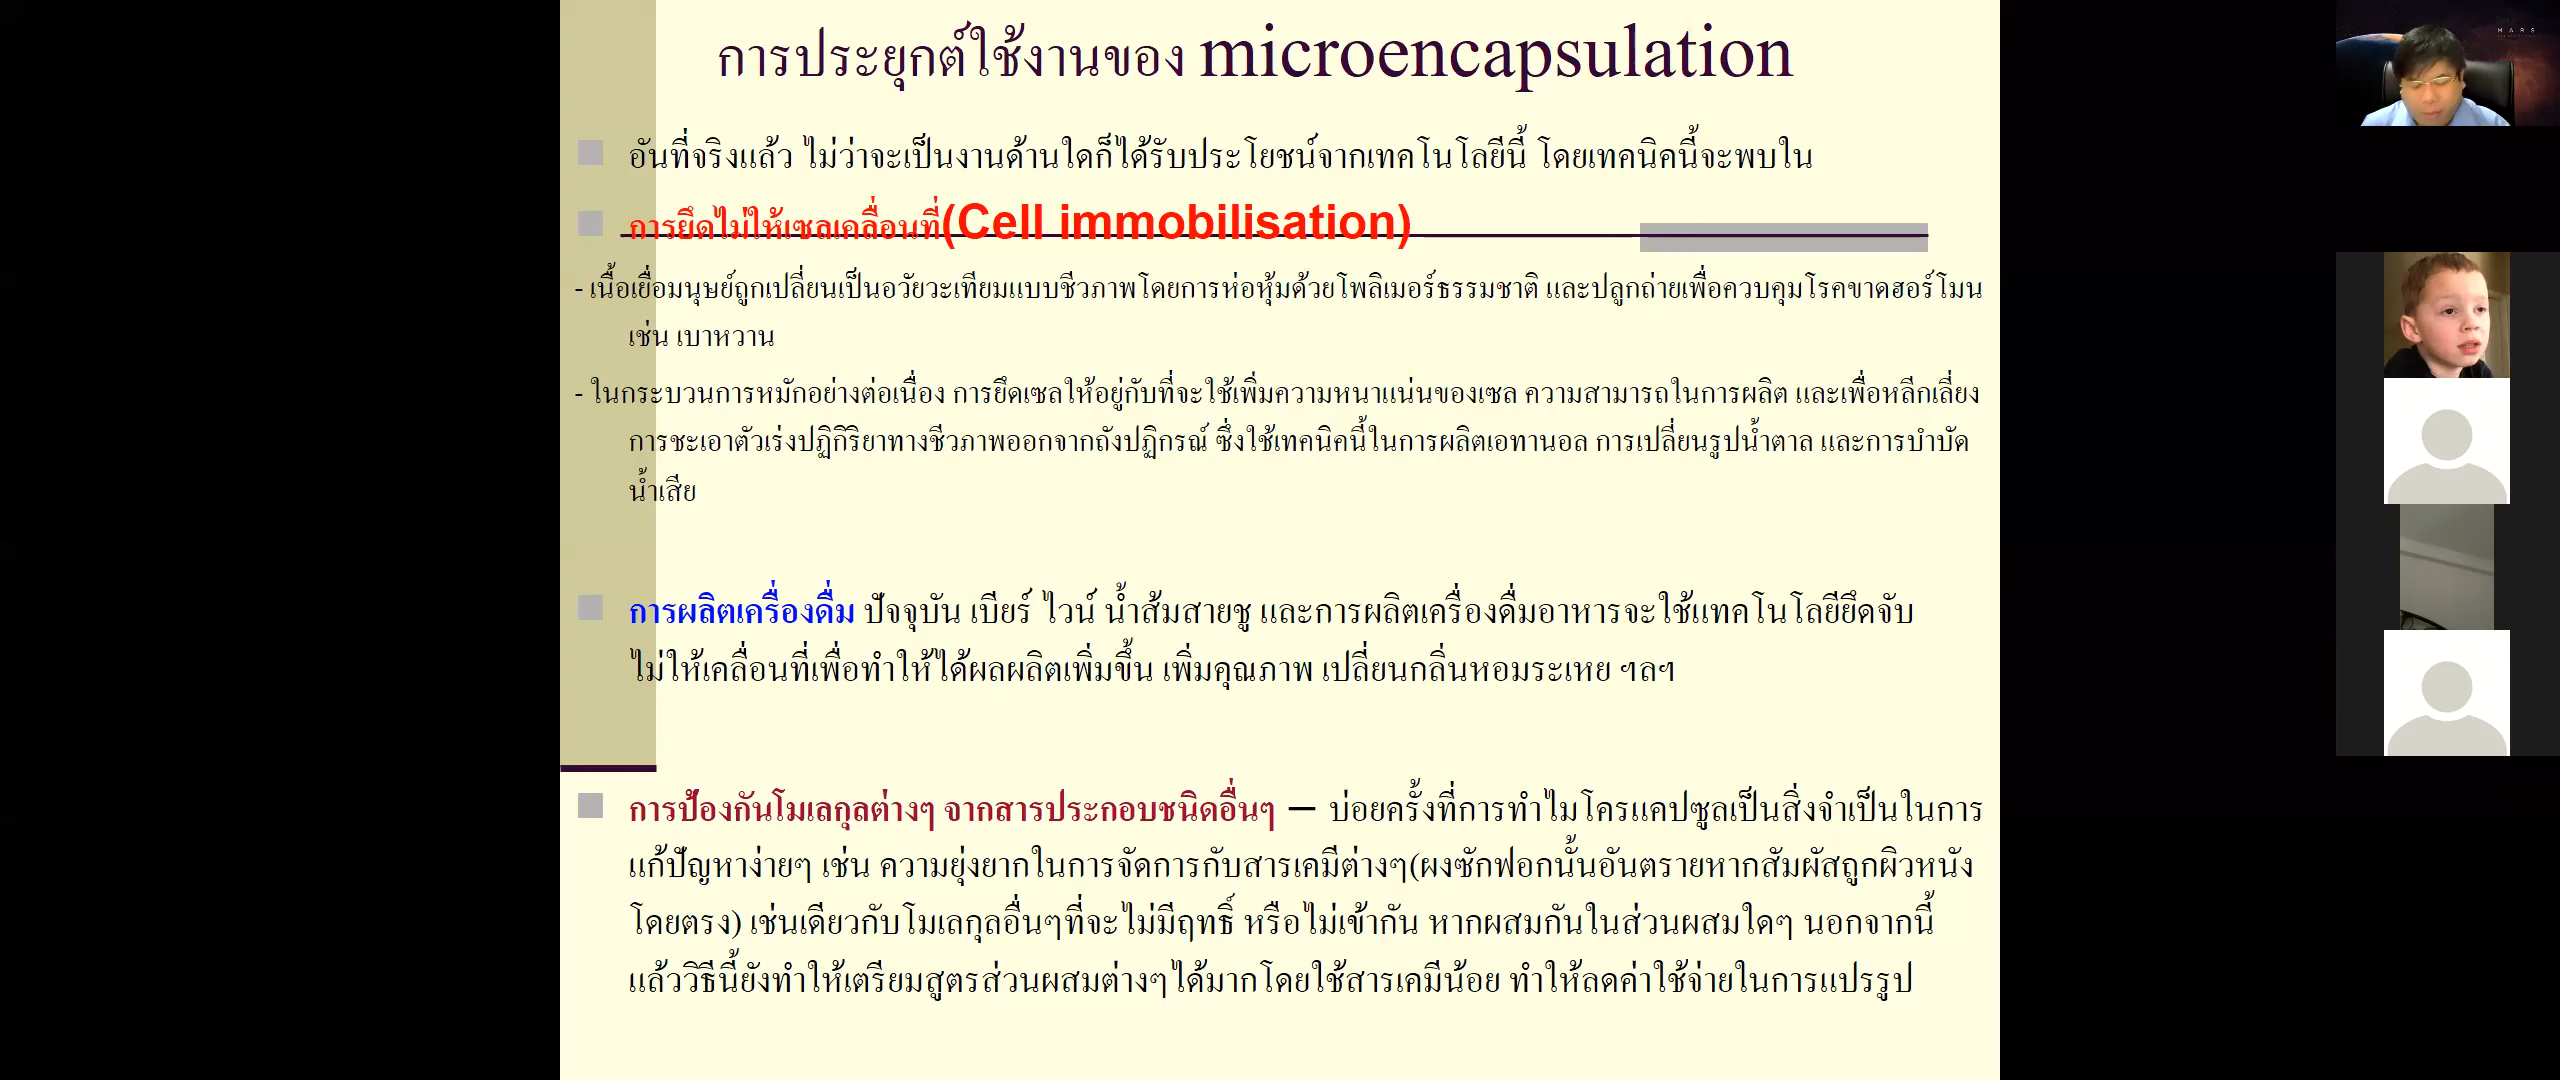 การประยุกต์ใช้งานของ microencapsulation
อันที่จริงแล้ว ไม่ว่าจะเป็นงานด้านใดก็ได้รับประโยชน์จากเทคโนโลยีนี้ โดยเทคนิคนี้จะพบใน
การยึดไม่ให้เซลเคลื่อนที่(Cell immobilisation)
- เนื้อเยื่อมนุษย์ถูกเปลี่ยนเป็นอวัยวะเทียมแบบชีวภาพโดยการห่อหุ้มด้วยโพลิเมอร์ธรรมชาติ และปลูกถ่ายเพื่อควบคุมโรคขาดฮอร์โมน
เช่น เบาหวาน
- ในกระบวนการหมักอย่างต่อเนื่อง การยึดเซลให้อยู่กับที่จะใช้เพิ่มความหนาแน่นของเซล ความสามารถในการผลิต และเพื่อหลีกเลี่ยง
การชะเอาตัวเร่งปฏิกิริยาทางชีวภาพออกจากถังปฏิกรณ์ ซึ่งใช้เทคนิคนี้ในการผลิตเอทานอล การเปลี่ยนรูปน้ำตาล และการบำบัด
น้ำเสีย
การผลิตเครื่องดื่ม ปัจจุบัน เบียร์ ไวน์ น้ำส้มสายชู และการผลิตเครื่องดื่มอาหารจะใช้แทคโนโลยียึดจับ
ไม่ให้เคลื่อนที่เพื่อทำให้ได้ผลผลิตเพิ่มขึ้น เพิ่มคุณภาพ เปลี่ยนกลิ่นหอมระเหย ฯลฯ
การป้องกันโมเลกุลต่างๆ จากสารประกอบชนิดอื่นๆ – บ่อยครั้งที่การทำไมโครแคปซูลเป็นสิ่งจำเป็นในการ
แก้ปัญหาง่ายๆ เช่น ความยุ่งยากในการจัดการกับสารเคมีต่างๆ(ผงซักฟอกนั้นอันตรายหากสัมผัสถูกผิวหนัง
โดยตรง) เช่นเดียวกับโมเลกุลอื่นๆที่จะไม่มีฤทธิ์ หรือไม่เข้ากัน หากผสมกันในส่วนผสมใดๆ นอกจากนี้
แล้ววิธีนี้ยังทำให้เตรียมสูตรส่วนผสมต่างๆได้มากโดยใช้สารเคมีน้อย ทำให้ลดค่าใช้จ่ายในการแปรรูป
MARS